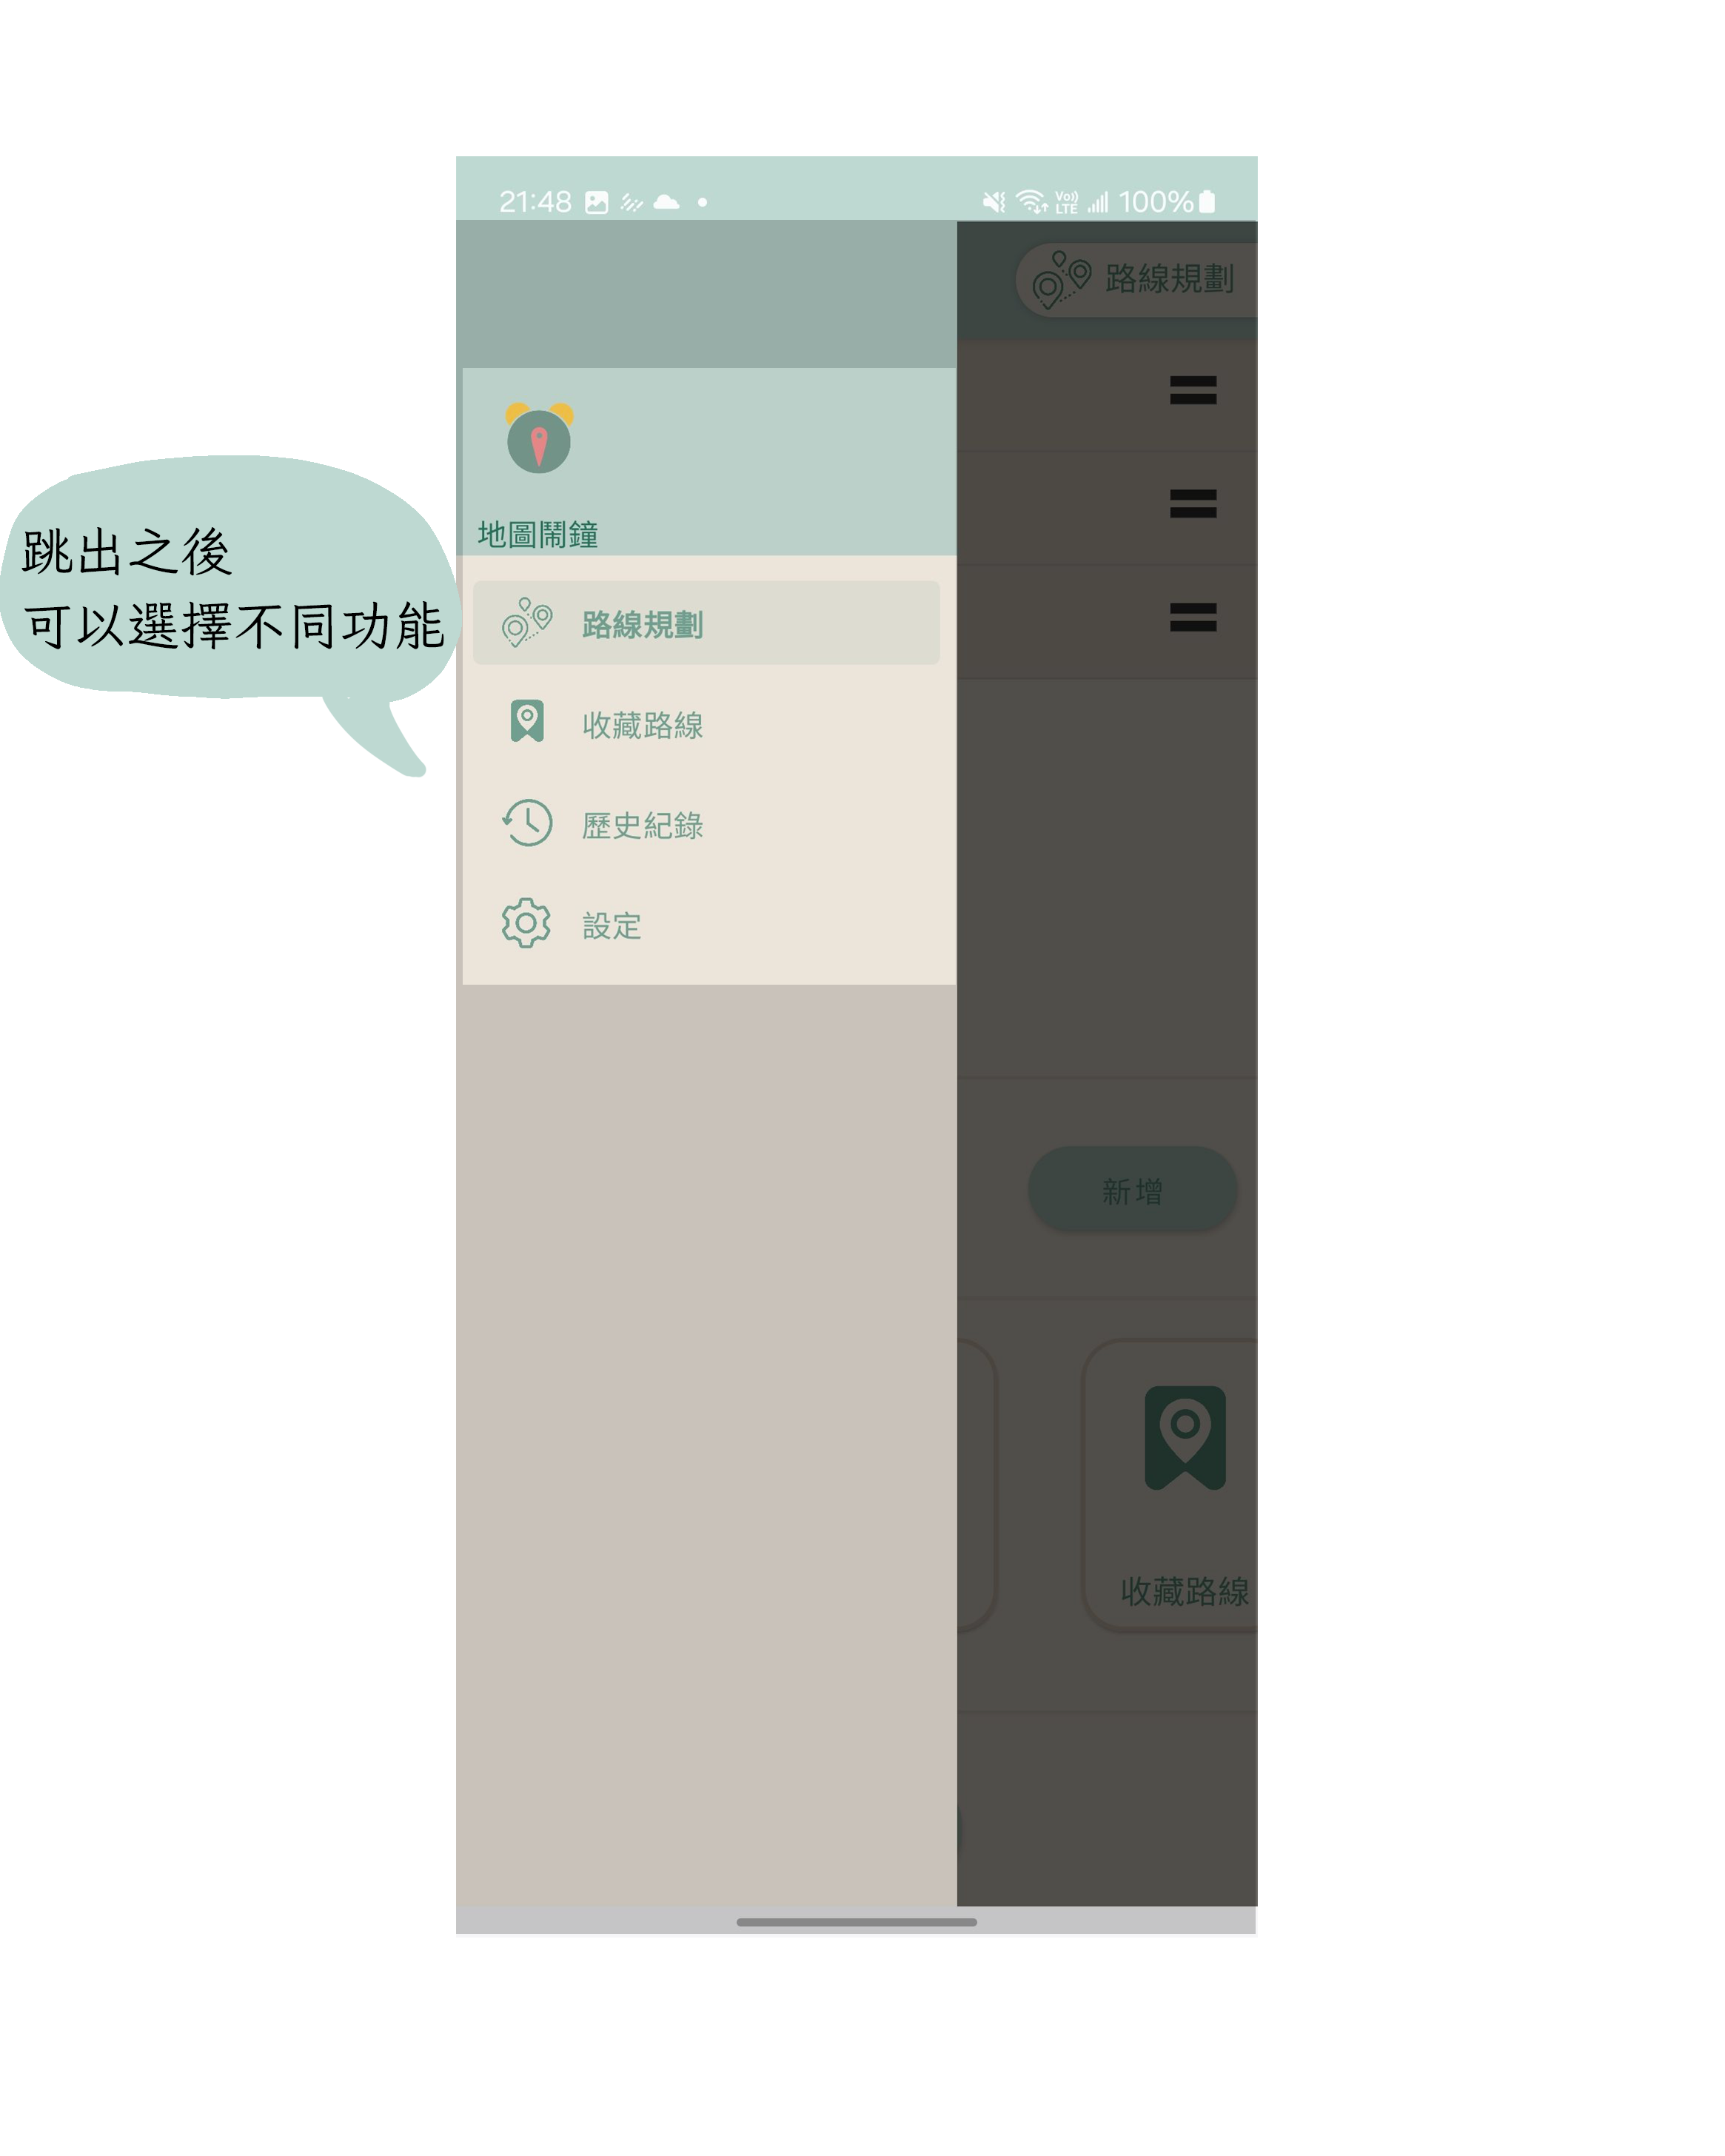 21:48
Vo))
LTE
100%
路線規劃
地圖鬧鐘
跳出之後
可以選擇不同功能
路線規劃
收藏路線
歷史紀錄
設定
新增
收藏路線